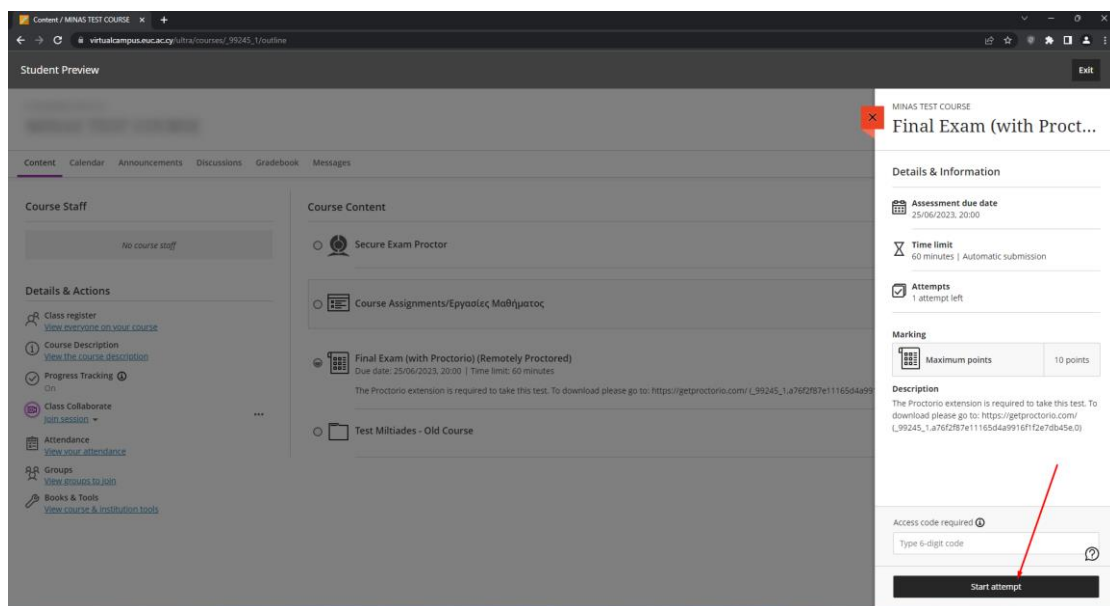 Content / MINAS TEST COURSE
virtualcampus.euc.ac.cy/ultra/courses/_99245_1/outline
Student Preview
Exit
Content Calendar Announcements Discussions Gradebook Messages
Course Staff
No course staff
Details & Actions
Class register
View everyone on your course
Course Description
View the course description
Progress Tracking
On
Class Collaborate
Join session
Attendance
View your attendance
Groups
View groups to join
Books & Tools
View course & institution tools
Course Content
Secure Exam Proctor
Course Assignments/Εργασίες Μαθήματος
Final Exam (with Proctorio) (Remotely Proctored)
Due date: 25/06/2023, 20:00 | Time limit: 60 minutes
The Proctorio extension is required to take this test. To download please go to: https://getproctorio.com/ (_99245_1.a76f2f87e11165d4a99
Test Miltiades - Old Course
MINAS TEST COURSE
Final Exam (with Proct...
Details & Information
Assessment due date
25/06/2023, 20:00
Time limit
60 minutes | Automatic submission
Attempts
1 attempt left
Marking
Maximum points 10 points
Description
The Proctorio extension is required to take this test. To
download please go to: https://getproctorio.com/
(_99245_1.a76f2f87e11165d4a9916f1f2e7db45e.0)
Access code required
Type 6-digit code
Start attempt